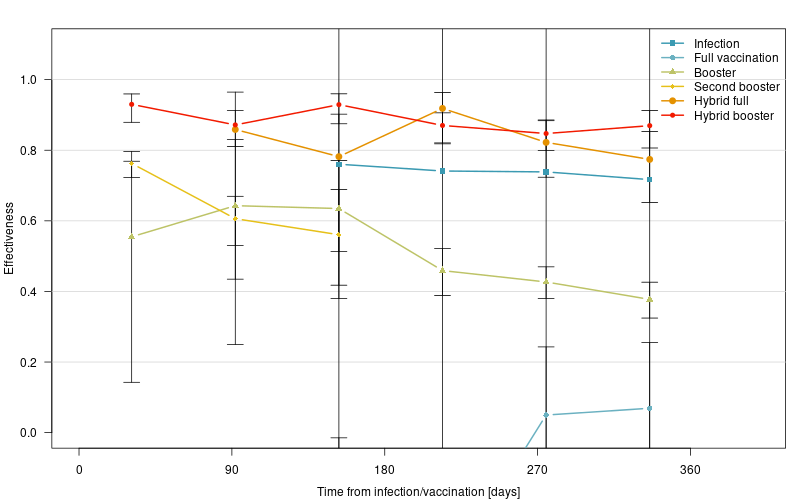 Infection
Full vaccination
Booster
Second booster
Hybrid full
Hybrid booster
1.0
0.8
0.6
0.4
0.2
0.0
Effectiveness
0 90 180 270 360
Time from infection/vaccination [days]